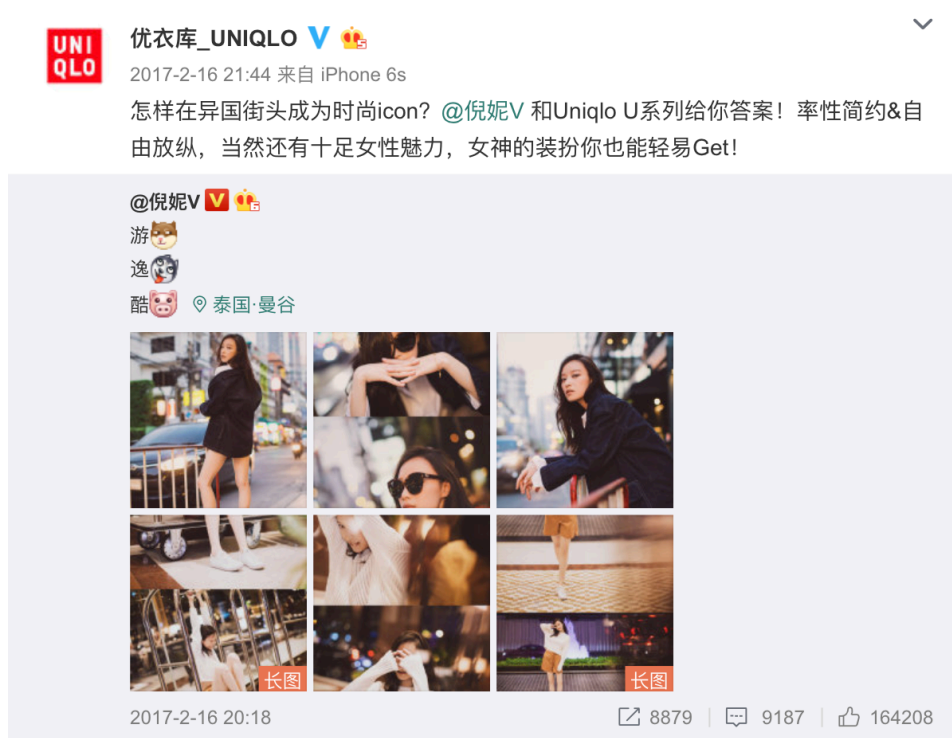 UNI
QLO
优衣库_UNIQLO V 5
2017-2-16 21:44 来自 iPhone 6s
怎样在异国街头成为时尚icon？@倪妮V 和Uniqlo U系列给你答案！率性简约&自
由放纵，当然还有十足女性魅力，女神的装扮你也能轻易Get！
@倪妮V V 6
游
逸
酷 泰国·曼谷
长图 长图
2017-2-16 20:18 8879 9187 164208